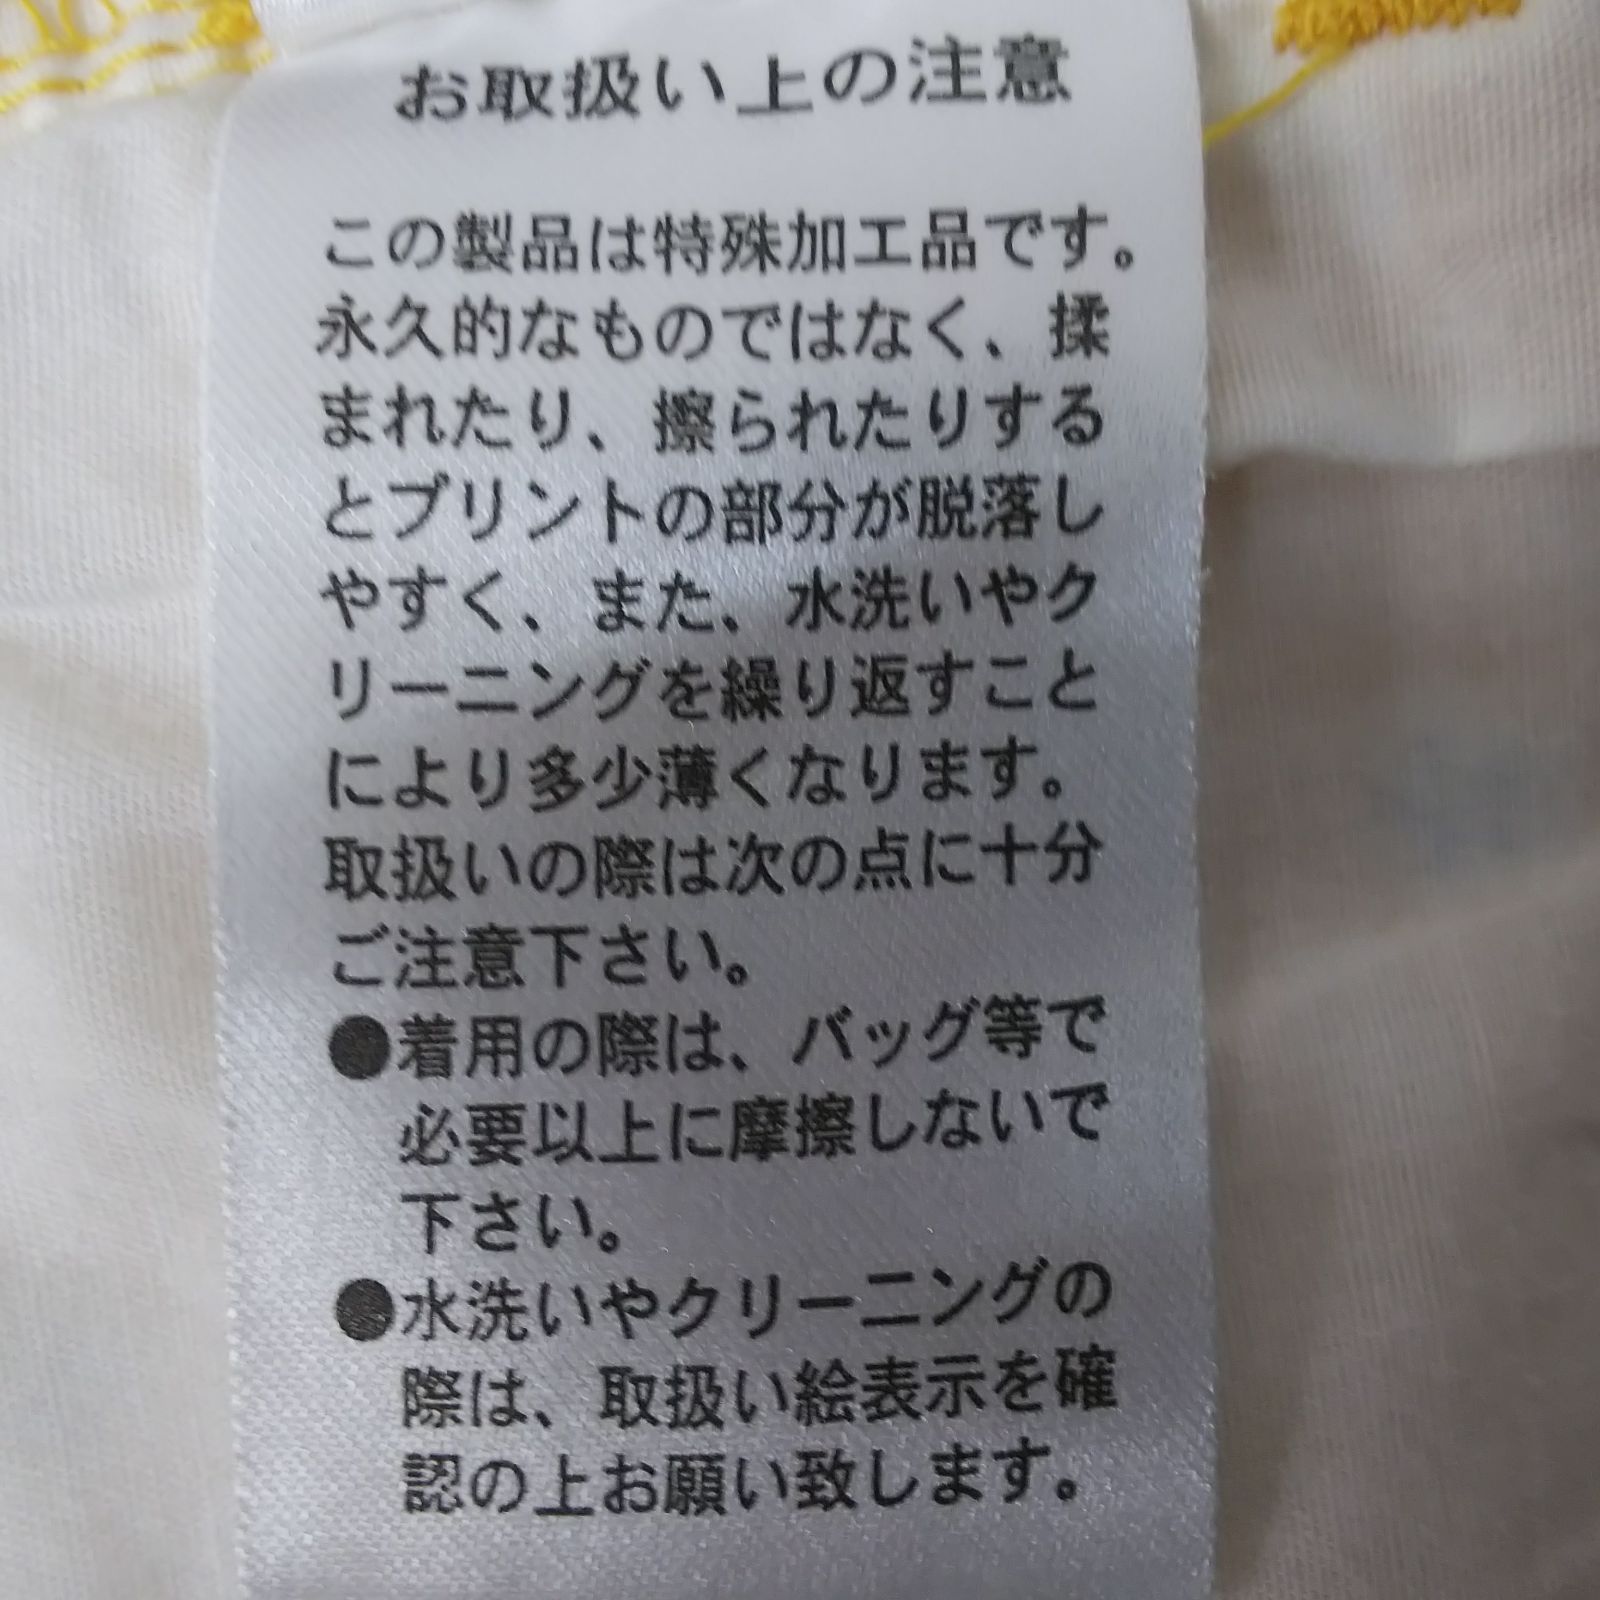 お取扱い上の注意
この製品は特殊加工品です。
永久的なものではなく、揉
まれたり、擦られたりする
とプリントの部分が脱落し
やすく、また、水洗いやク
リーニングを繰り返すこと
により多少薄くなります。
取扱いの際は次の点に十分
ご注意下さい。
●着用の際は、バッグ等で
必要以上に摩擦しないで
下さい。
●水洗いやクリーニングの
際は、取扱い絵表示を確
認の上お願い致します。